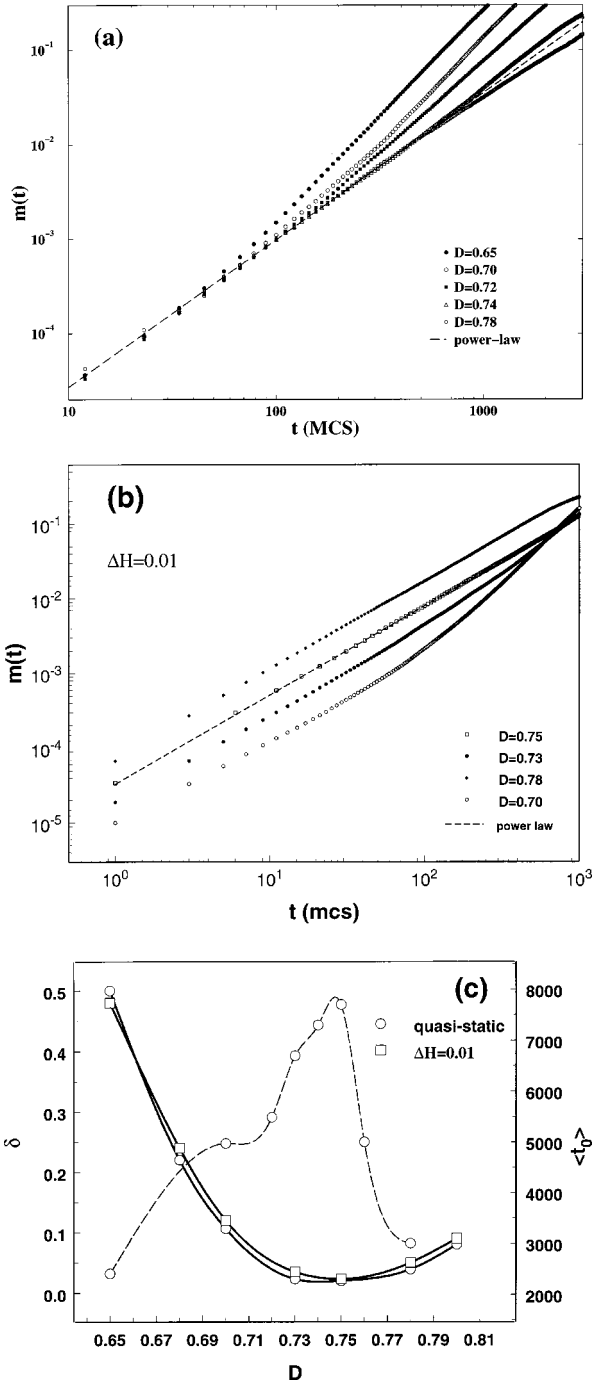 (a)
10⁻¹
10⁻²
10⁻³
10⁻⁴
m(t)
D=0.65
D=0.70
D=0.72
D=0.74
D=0.78
power−law
10 100 1000
t (MCS)
(b)
ΔH=0.01
10⁻¹
10⁻²
10⁻³
10⁻⁴
10⁻⁵
m(t)
D=0.75
D=0.73
D=0.78
D=0.70
power law
10⁰ 10¹ 10² 10³
t (mcs)
(c)
quasi-static
ΔH=0.01
0.5
0.4
0.3
0.2
0.1
0.0
δ
8000
7000
6000
5000
4000
3000
2000
<t₀>
0.65 0.67 0.69 0.71 0.73 0.75 0.77 0.79 0.81
D